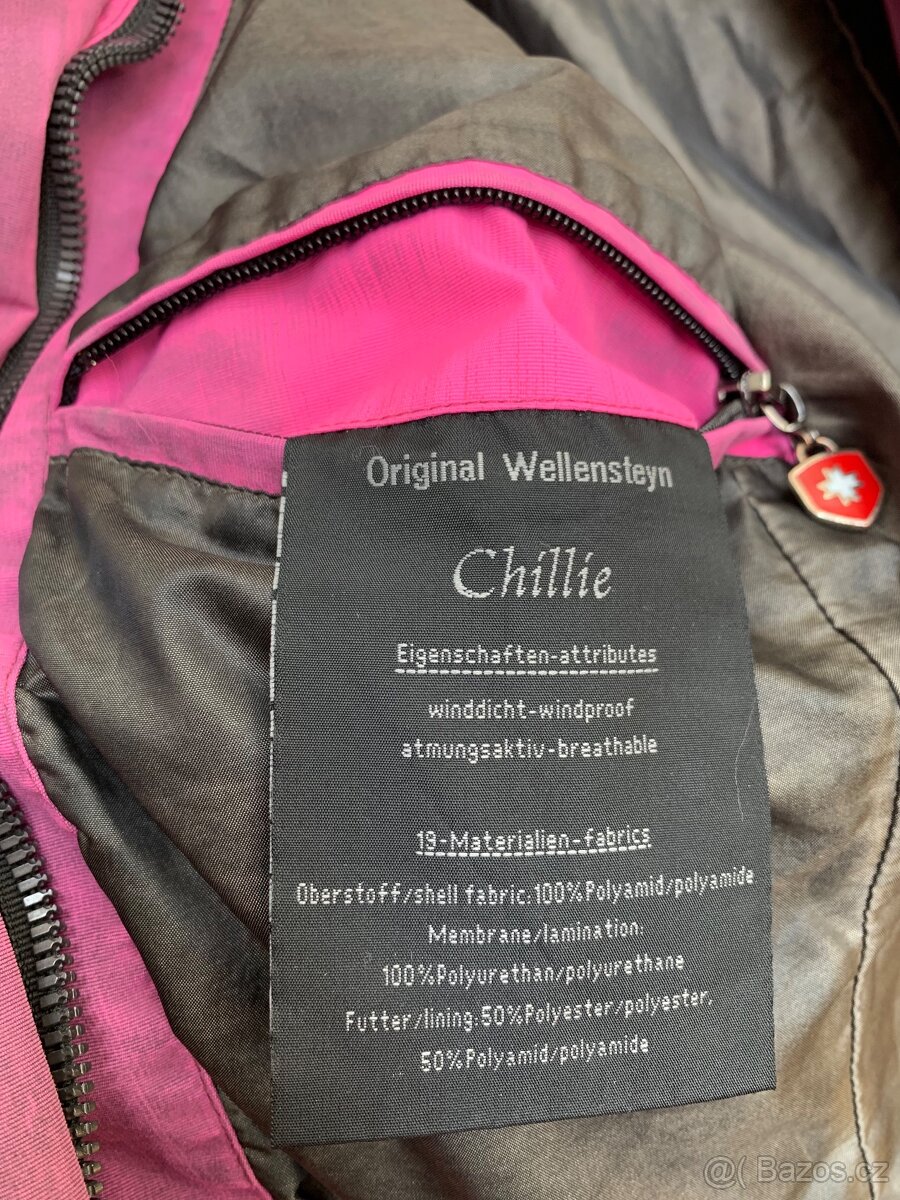 Original Wellensteyn
Chillie
Eigenschaften-attributes
winddicht-windproof
atmungsaktiv-breathable
19-Materialien-fabrics
Oberstoff/shell fabric:100%Polyamid/polyamide
Membrane/lamination:
100%Polyurethan/polyurethane
Futter/lining:50%Polyester/polyester,
50%Polyamid/polyamide
@ Bazos.cz